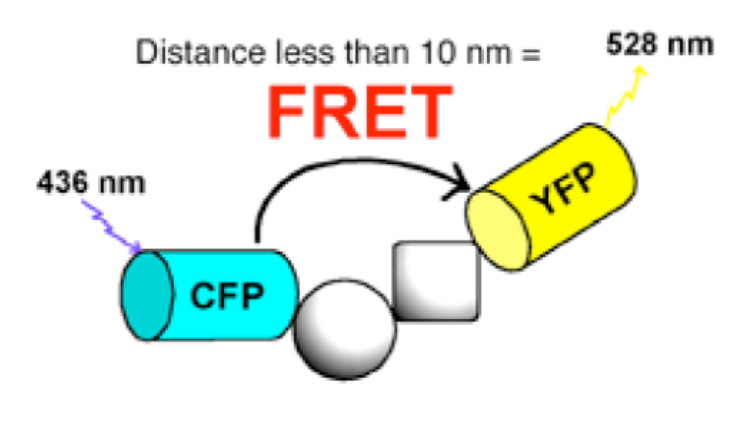 Distance less than 10 nm =
528 nm
FRET
436 nm
YFP
CFP